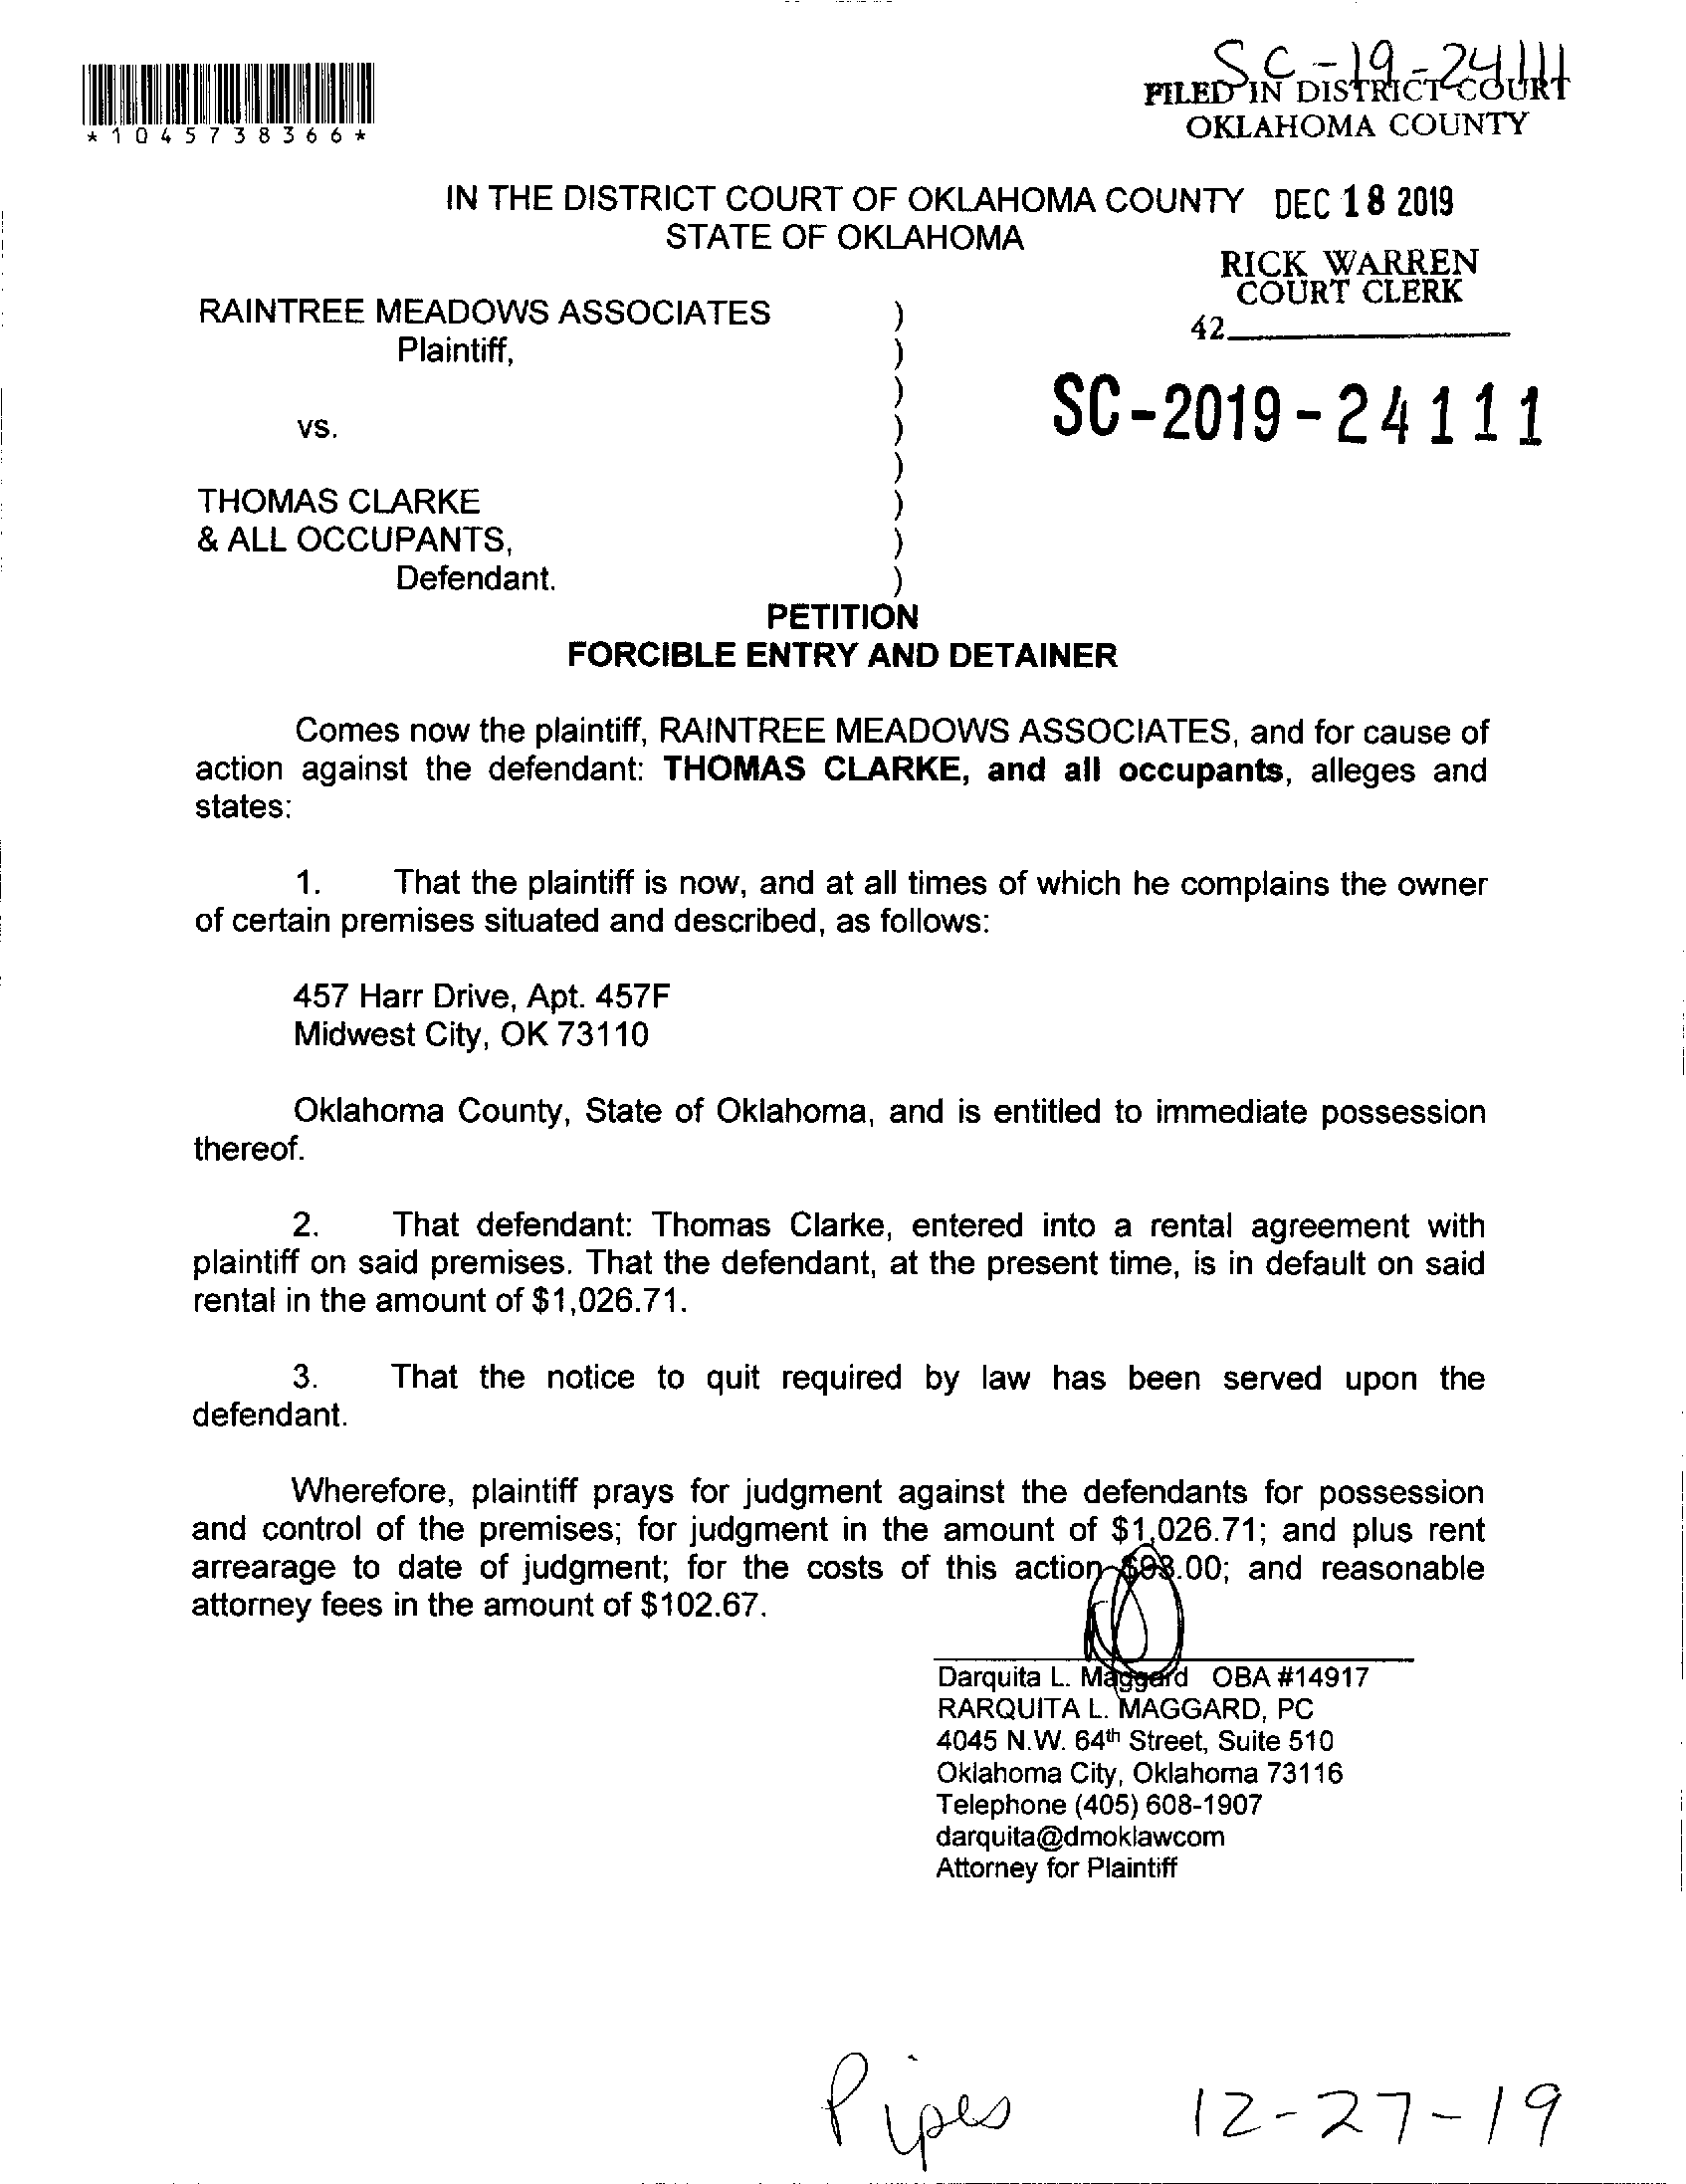 SC-19-24111
FILED IN DISTRICT COURT
OKLAHOMA COUNTY
*1045738366*
IN THE DISTRICT COURT OF OKLAHOMA COUNTY DEC 18 2019
STATE OF OKLAHOMA
RICK WARREN
COURT CLERK
42
RAINTREE MEADOWS ASSOCIATES )
Plaintiff, )
)
SC-2019-24111
vs. )
)
THOMAS CLARKE )
& ALL OCCUPANTS, )
Defendant. )
PETITION
FORCIBLE ENTRY AND DETAINER
Comes now the plaintiff, RAINTREE MEADOWS ASSOCIATES, and for cause of
action against the defendant: THOMAS CLARKE, and all occupants, alleges and
states:
1. That the plaintiff is now, and at all times of which he complains the owner
of certain premises situated and described, as follows:
457 Harr Drive, Apt. 457F
Midwest City, OK 73110
Oklahoma County, State of Oklahoma, and is entitled to immediate possession
thereof.
2. That defendant: Thomas Clarke, entered into a rental agreement with
plaintiff on said premises. That the defendant, at the present time, is in default on said
rental in the amount of $1,026.71.
3. That the notice to quit required by law has been served upon the
defendant.
Wherefore, plaintiff prays for judgment against the defendants for possession
and control of the premises; for judgment in the amount of $1,026.71; and plus rent
arrearage to date of judgment; for the costs of this action; and reasonable
attorney fees in the amount of $102.67.
Darquita L. Maggard OBA #14917
RARQUITA L. MAGGARD, PC
4045 N.W. 64th Street, Suite 510
Oklahoma City, Oklahoma 73116
Telephone (405) 608-1907
darquita@dmoklawcom
Attorney for Plaintiff
Pipes 12-27-19